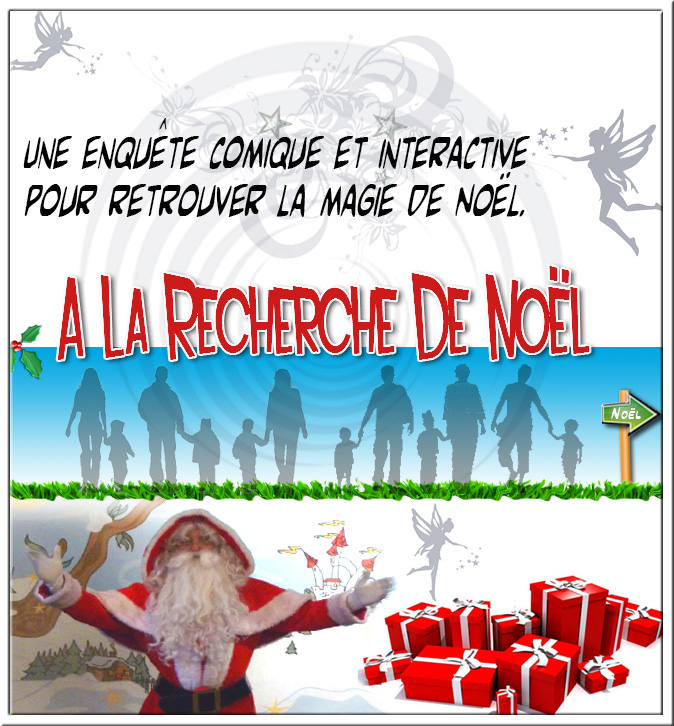 UNE ENQUÊTE COMIQUE ET INTERACTIVE
POUR RETROUVER LA MAGIE DE NOËL.
A LA RECHERCHE DE NOËL
NOËL